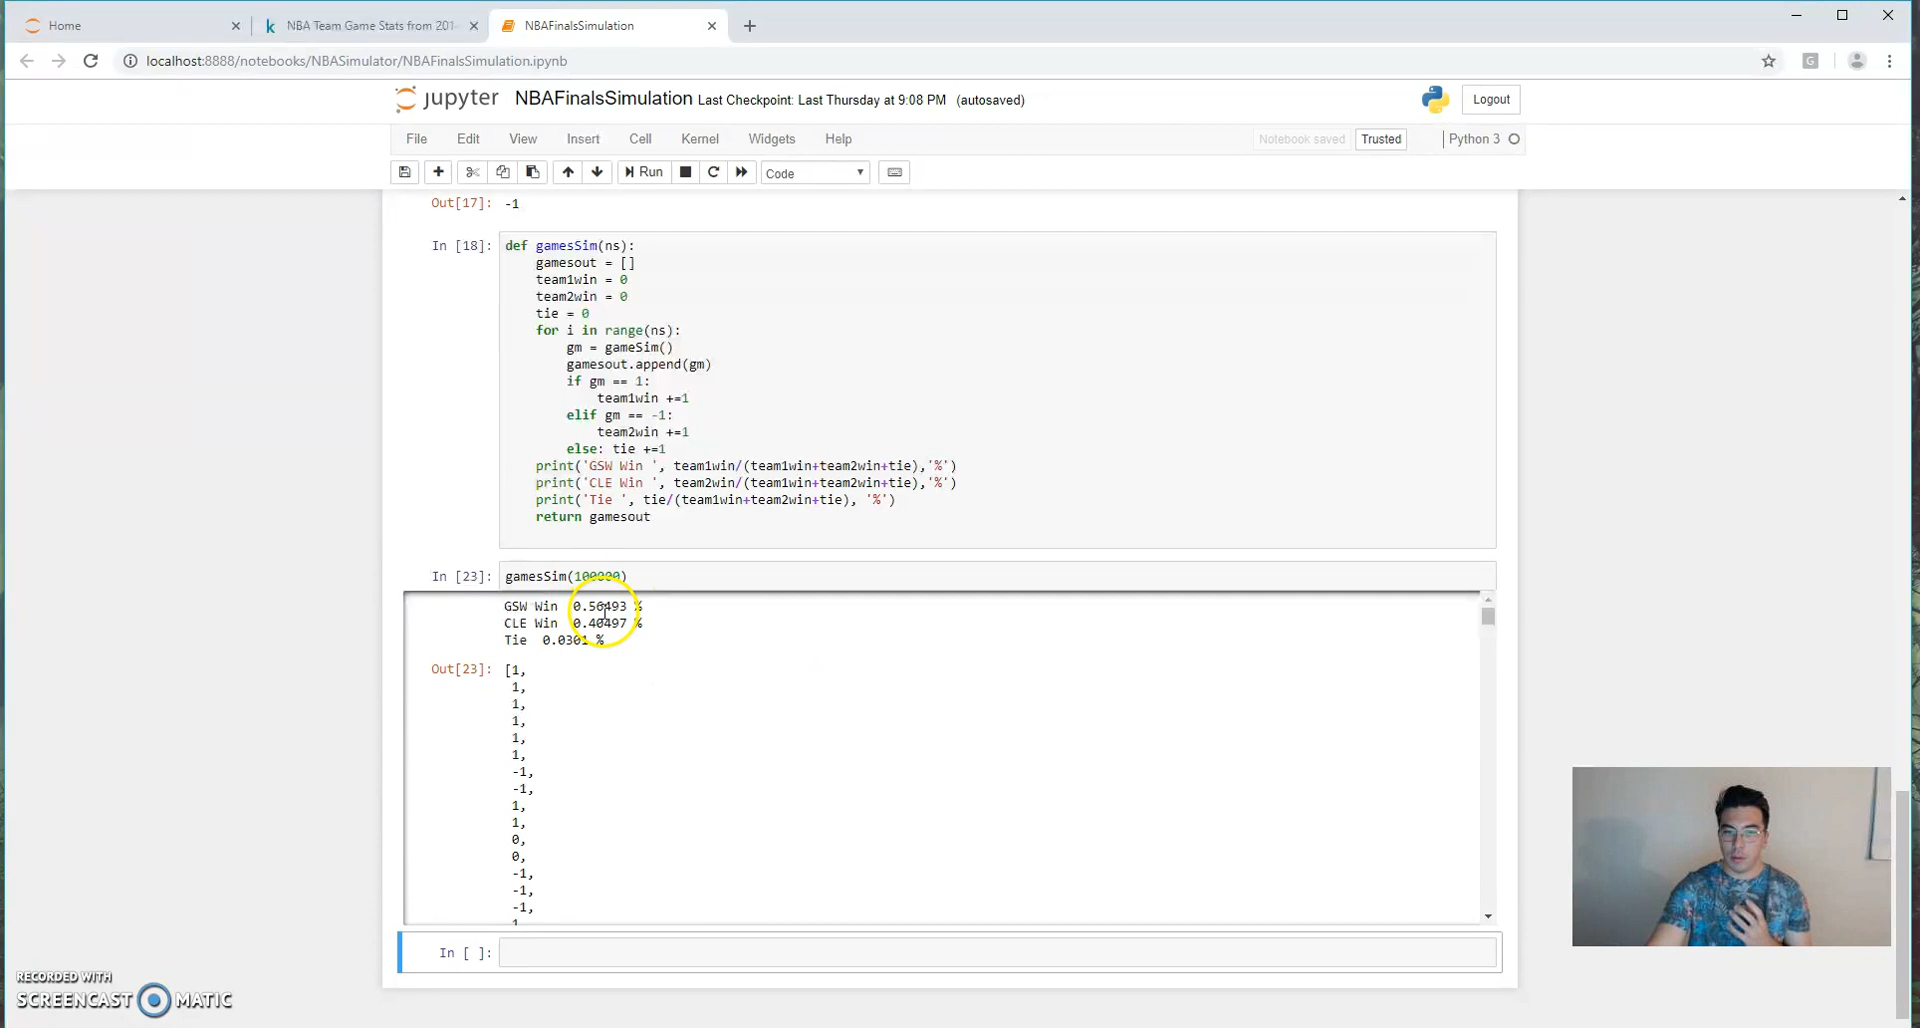 Home
NBA Team Game Stats from 201
NBAFinalsSimulation
localhost:8888/notebooks/NBASimulator/NBAFinalsSimulation.ipynb
G
jupyter NBAFinalsSimulation Last Checkpoint: Last Thursday at 9:08 PM (autosaved)
Logout
File Edit View Insert Cell Kernel Widgets Help
Notebook saved Trusted Python 3
Run Code
Out[17]: -1
In [18]: def gamesSim(ns):
gamesout = []
team1win = 0
team2win = 0
tie = 0
for i in range(ns):
gm = gameSim()
gamesout.append(gm)
if gm == 1:
team1win +=1
elif gm == -1:
team2win +=1
else: tie +=1
print('GSW Win ', team1win/(team1win+team2win+tie),'%')
print('CLE Win ', team2win/(team1win+team2win+tie),'%')
print('Tie ', tie/(team1win+team2win+tie), '%')
return gamesout
In [23]: gamesSim(100000)
GSW Win 0.56493 %
CLE Win 0.40497 %
Tie 0.0301 %
Out[23]: [1,
1,
1,
1,
1,
1,
-1,
-1,
1,
1,
0,
0,
-1,
-1,
-1,
In [ ]:
RECORDED WITH
SCREENCAST MATIC